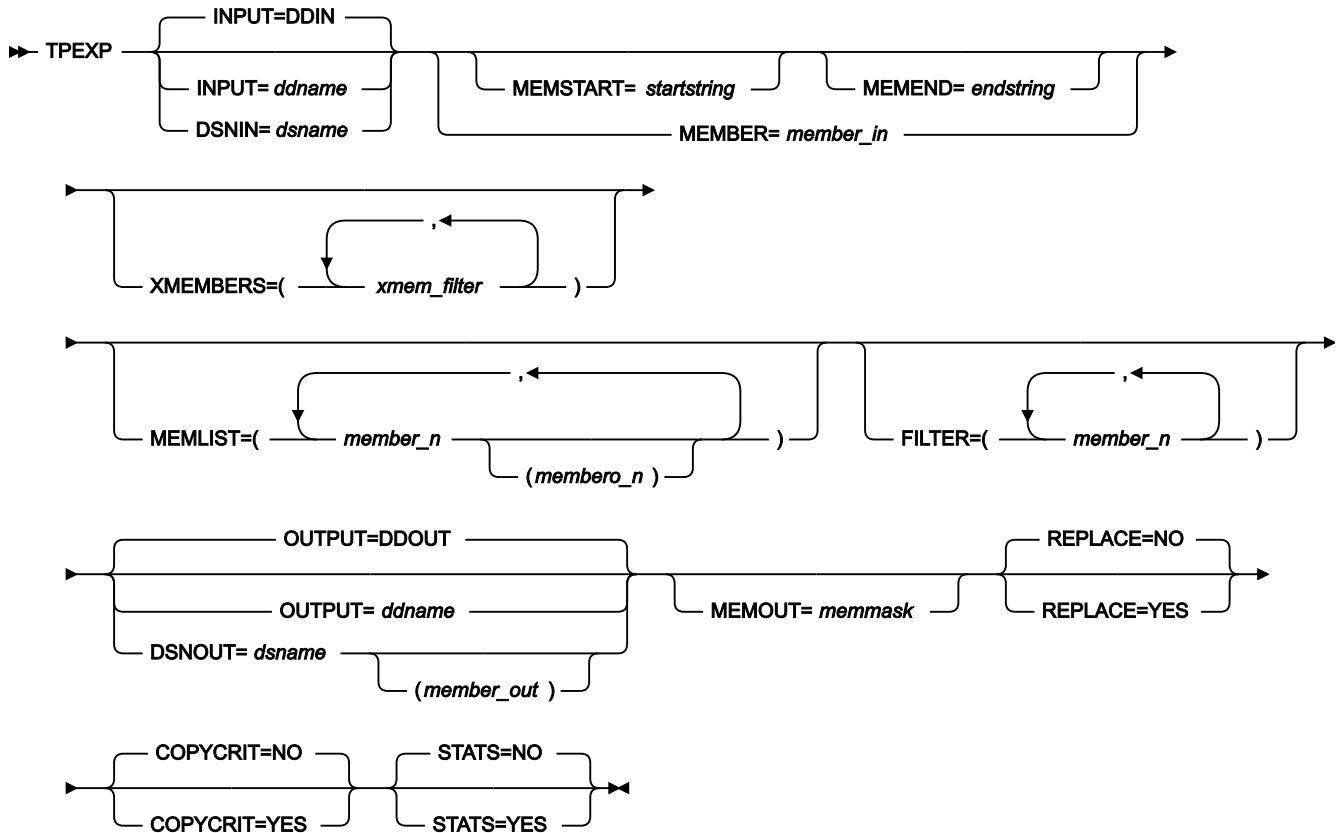 INPUT=DDIN
TPEXP
INPUT= ddname
MEMSTART= startstring
MEMEND= endstring
DSNIN= dsname
MEMBER= member_in
,
XMEMBERS=( xmem_filter )
,
,
MEMLIST=( member_n )
FILTER=( member_n )
(membero_n )
OUTPUT=DDOUT
REPLACE=NO
OUTPUT= ddname
MEMOUT= memmask
REPLACE=YES
DSNOUT= dsname
(member_out )
COPYCRIT=NO
STATS=NO
COPYCRIT=YES
STATS=YES